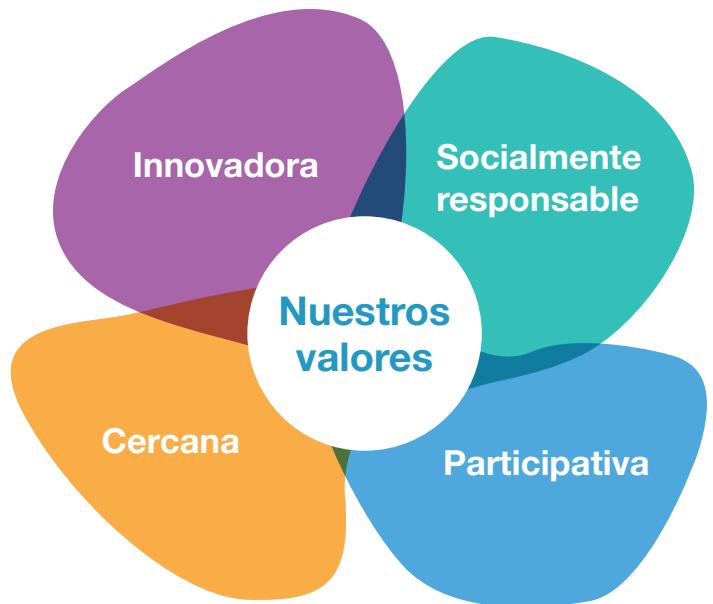 Innovadora
Socialmente
responsable
Nuestros
valores
Cercana
Participativa